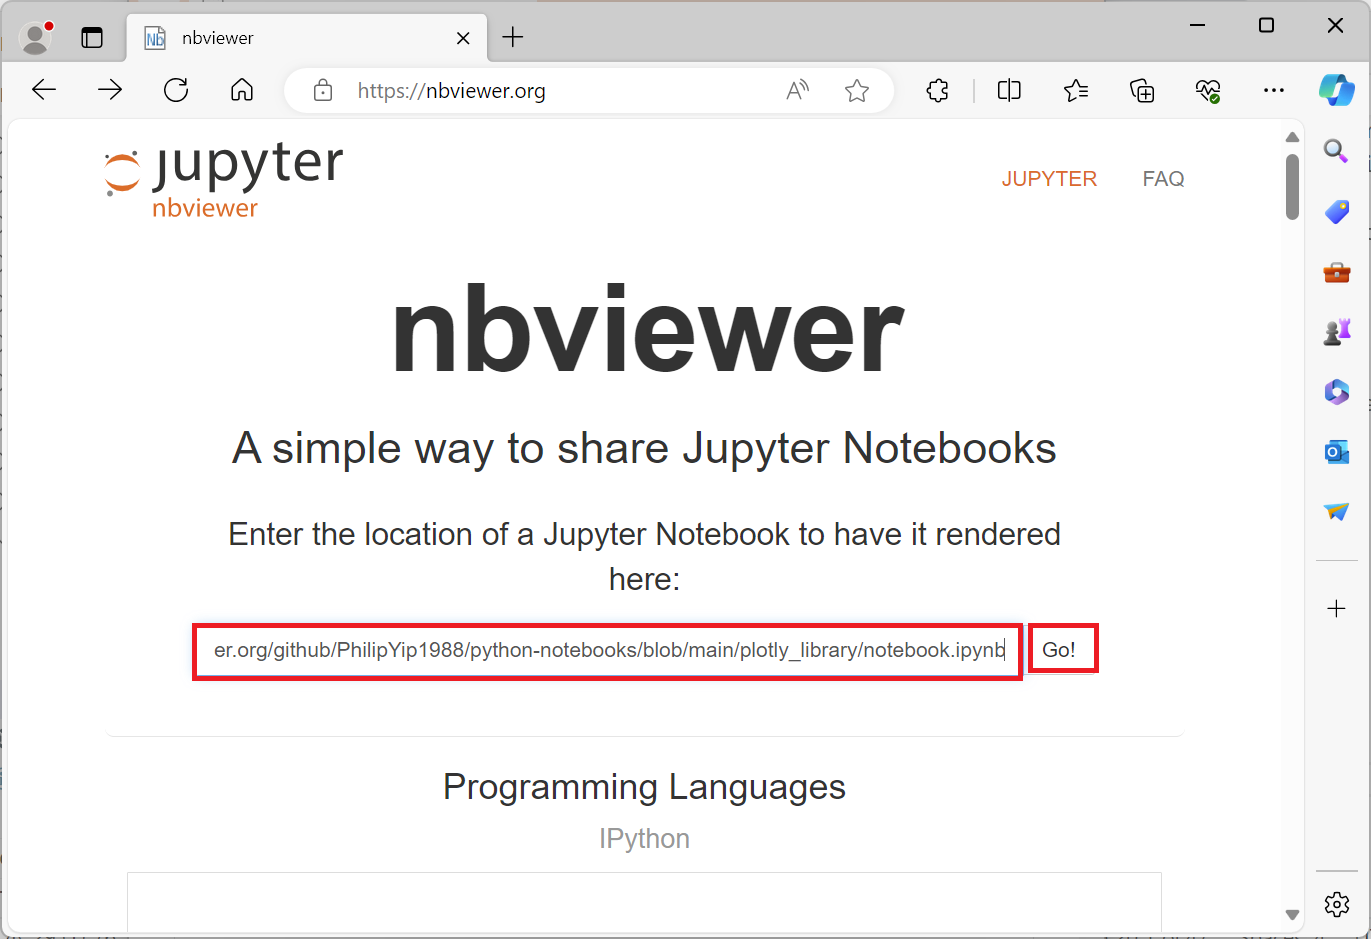 nbviewer
https://nbviewer.org
jupyter
nbviewer
JUPYTER
FAQ
nbviewer
A simple way to share Jupyter Notebooks
Enter the location of a Jupyter Notebook to have it rendered
here:
er.org/github/PhilipYip1988/python-notebooks/blob/main/plotly_library/notebook.ipynb
Go!
Programming Languages
IPython